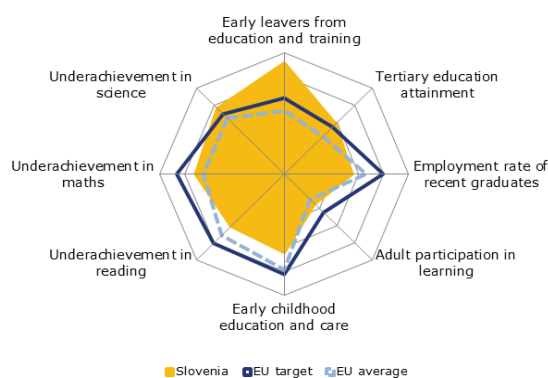 Early leavers from
education and training
Underachievement in
science
Tertiary education
attainment
Underachievement in
maths
Employment rate of
recent graduates
Underachievement in
reading
Adult participation in
learning
Early childhood
education and care
Slovenia EU target EU average